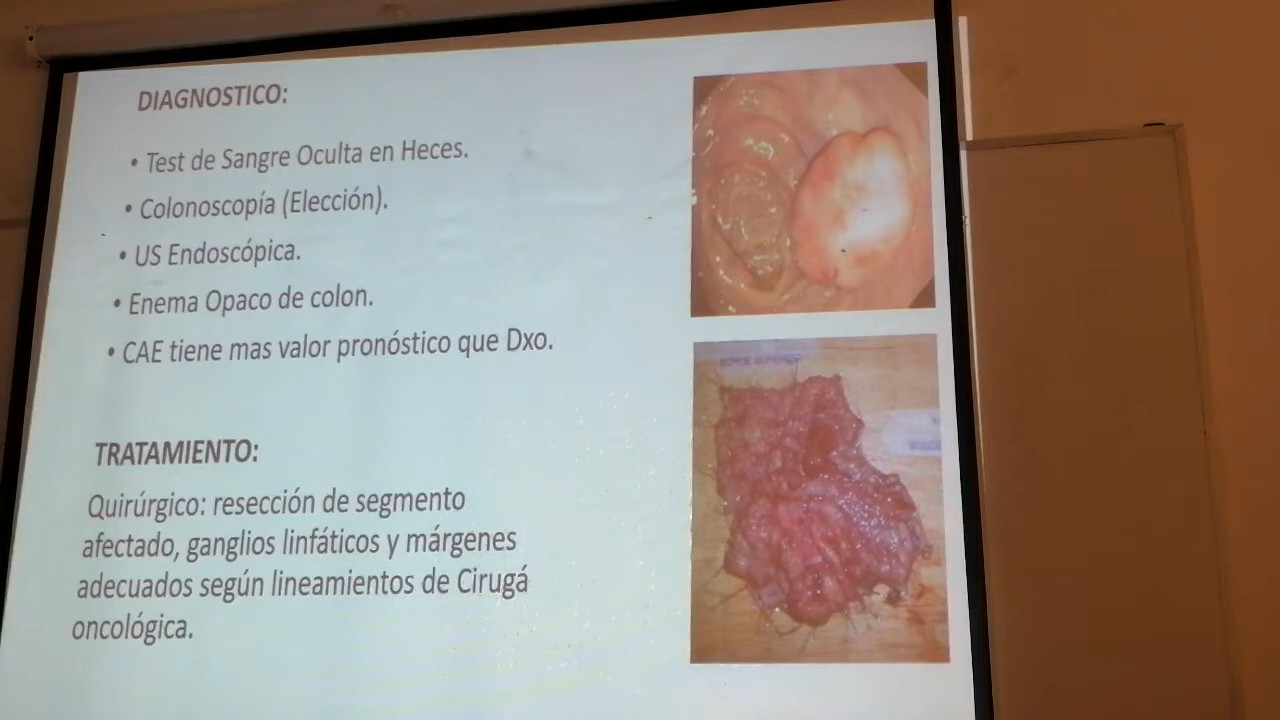 DIAGNOSTICO:
• Test de Sangre Oculta en Heces.
• Colonoscopía (Elección).
• US Endoscópica.
• Enema Opaco de colon.
• CAE tiene mas valor pronóstico que Dxo.
TRATAMIENTO:
Quirúrgico: resección de segmento
afectado, ganglios linfáticos y márgenes
adecuados según lineamientos de Cirugá
oncológica.